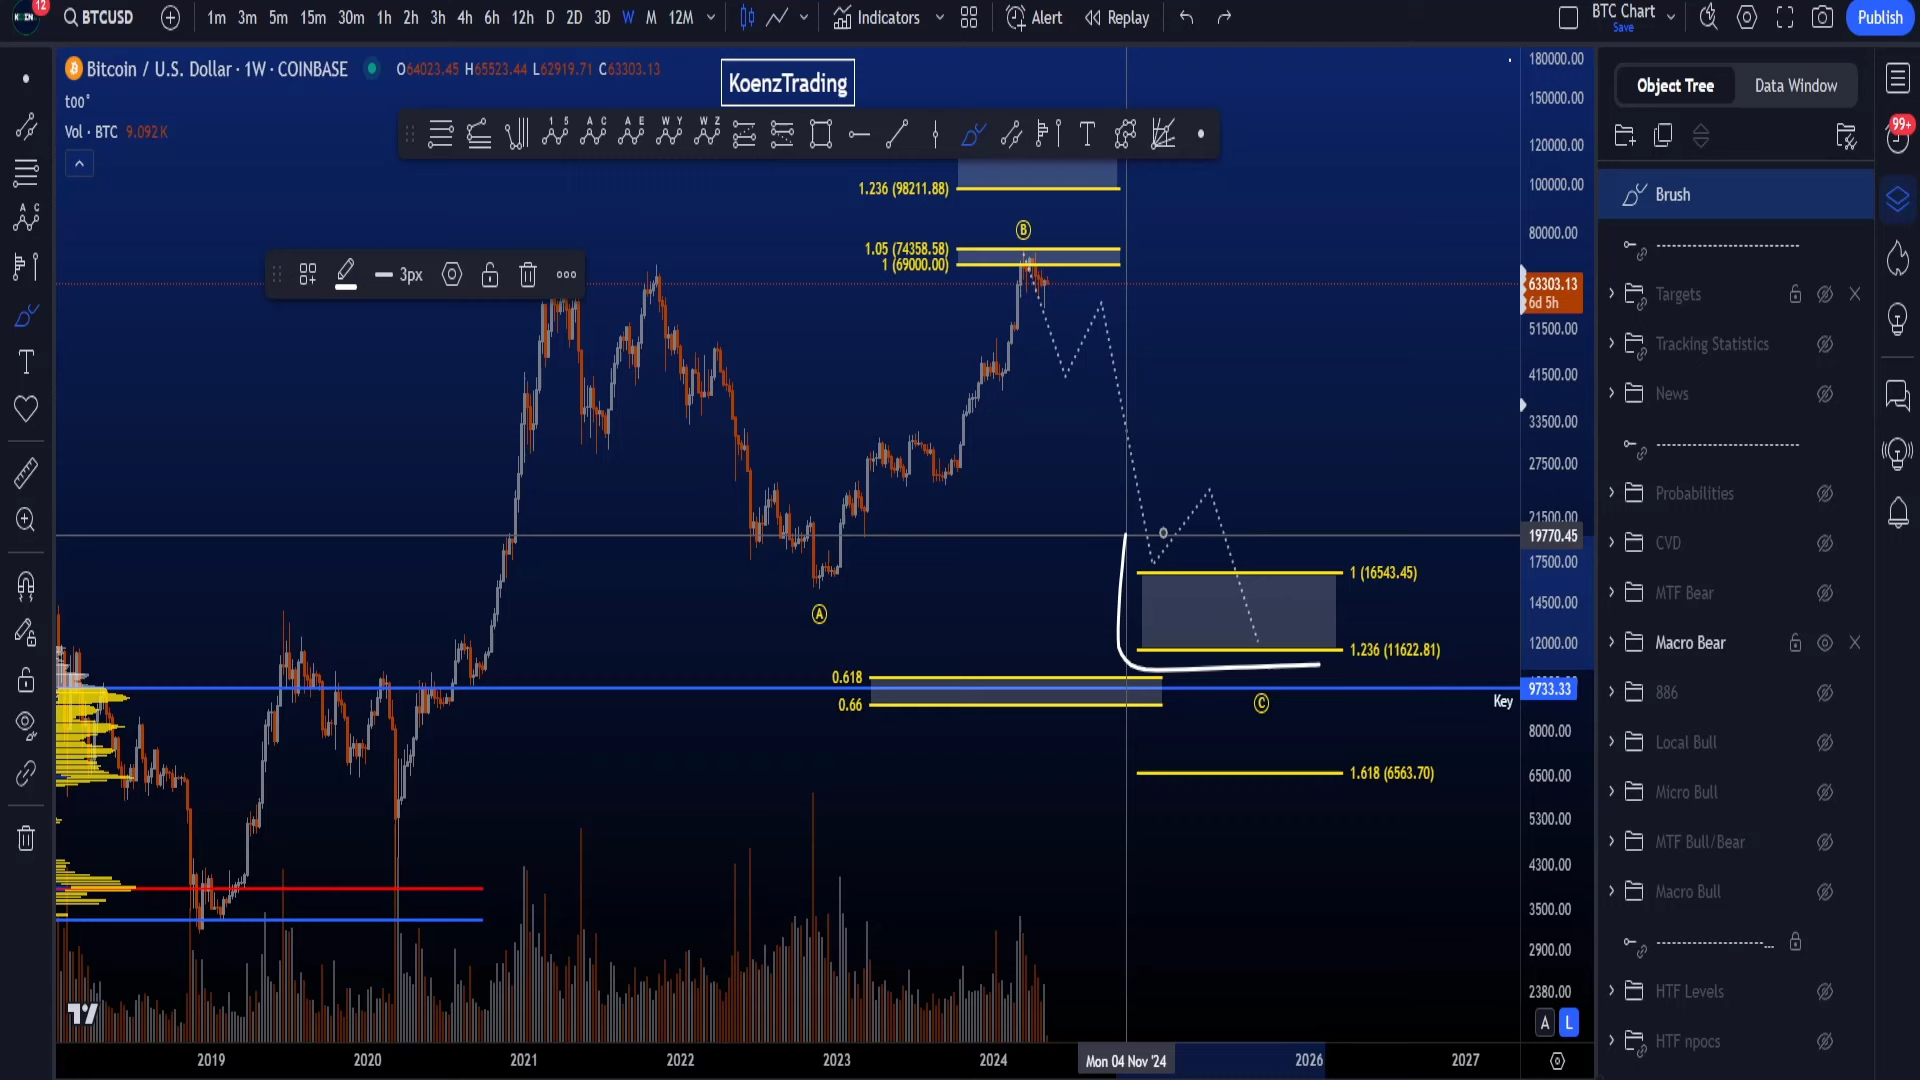 12
BTCUSD
1m 3m 5m 15m 30m 1h 2h 3h 4h 6h 12h D 2D 3D W M 12M
Indicators
Alert
Replay
BTC Chart
Save
Publish
Bitcoin / U.S. Dollar · 1W · COINBASE
O64023.45 H65523.44 L62919.71 C63303.13
Vol · BTC 9.092K
KoenzTrading
3px
1.236 (98211.88)
B
1.05 (74358.58)
1 (69000.00)
A
1 (16543.45)
1.236 (11622.81)
0.618
0.66
C
Key
1.618 (6563.70)
180000.00
150000.00
120000.00
100000.00
80000.00
63303.13
6d 5h
51500.00
41500.00
33500.00
27500.00
21500.00
19770.45
17500.00
14500.00
12000.00
9733.33
8000.00
6500.00
5300.00
4300.00
3500.00
2900.00
2380.00
A L
2019 2020 2021 2022 2023 2024 Mon 04 Nov '24 2026 2027
Object Tree
Data Window
99+
Brush
Targets
Tracking Statistics
News
Probabilities
CVD
MTF Bear
Macro Bear
886
Local Bull
Micro Bull
MTF Bull/Bear
Macro Bull
HTF Levels
HTF npocs